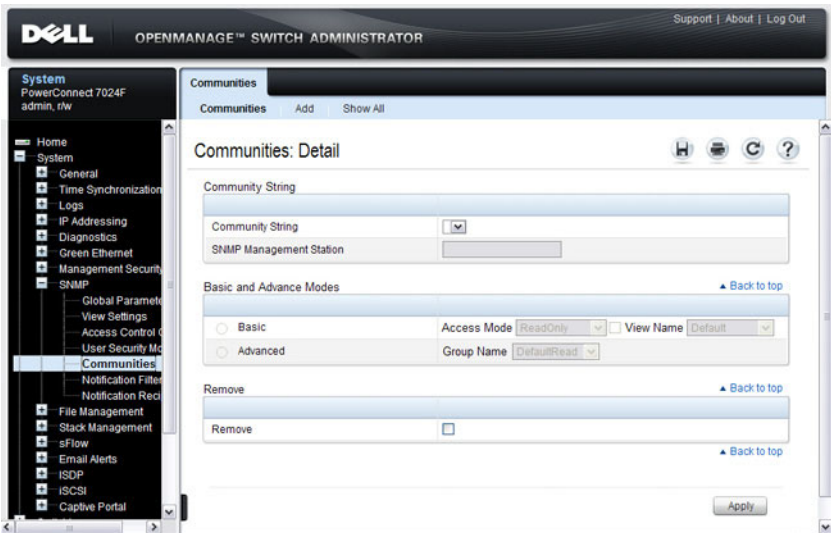 Support | About | Log Out
DELL OPENMANAGE™ SWITCH ADMINISTRATOR
System
PowerConnect 7024F
admin, r/w
Home
System
General
Time Synchronization
Logs
IP Addressing
Diagnostics
Green Ethernet
Management Security
SNMP
Global Paramete
View Settings
Access Control
User Security Mo
Communities
Notification Filter
Notification Reci
File Management
Stack Management
sFlow
Email Alerts
ISDP
iSCSI
Captive Portal
Communities
Communities Add Show All
Communities: Detail
Community String
Community String
SNMP Management Station
Basic and Advance Modes Back to top
Basic Access Mode ReadOnly View Name Default
Advanced Group Name DefaultRead
Remove Back to top
Remove
Back to top
Apply